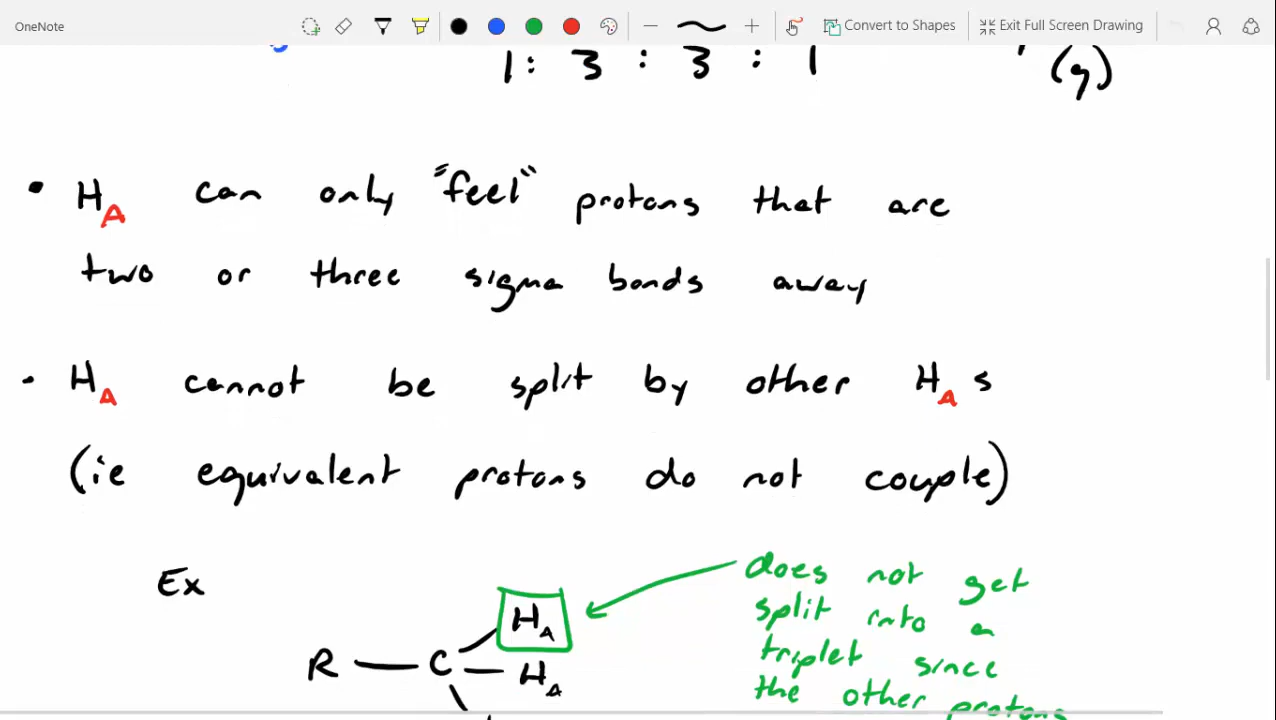 OneNote
Convert to Shapes
Exit Full Screen Drawing
1 : 3 : 3 : 1
(q)
• HA can only "feel" protons that are
two or three sigma bonds away
- HA cannot be split by other HAs
(ie equivalent protons do not couple)
Ex
does not get
split into a
triplet since
the other protons
HA
R — C — HA